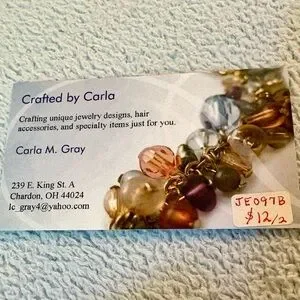 Crafted by Carla
Crafting unique jewelry designs, hair
accessories, and specialty items just for you.
Carla M. Gray
239 E. King St. A
Chardon, OH 44024
lc_gray4@yahoo.com
JE097B
$12/2